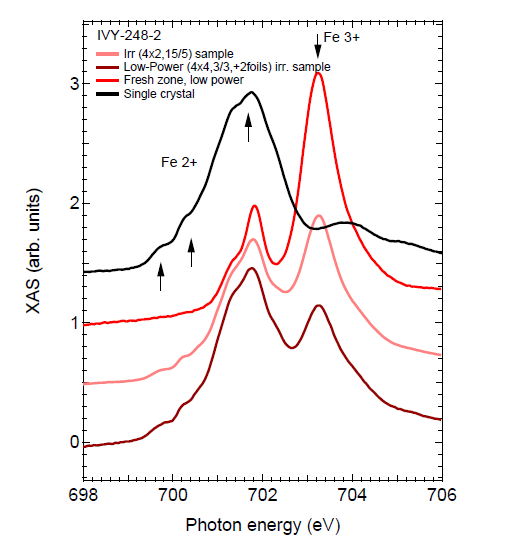 IVY-248-2
Fe 3+
Irr (4x2,15/5) sample
Low-Power (4x4,3/3,+2foils) irr. sample
Fresh zone, low power
Single crystal
Fe 2+
3
2
1
0
XAS (arb. units)
698 700 702 704 706
Photon energy (eV)